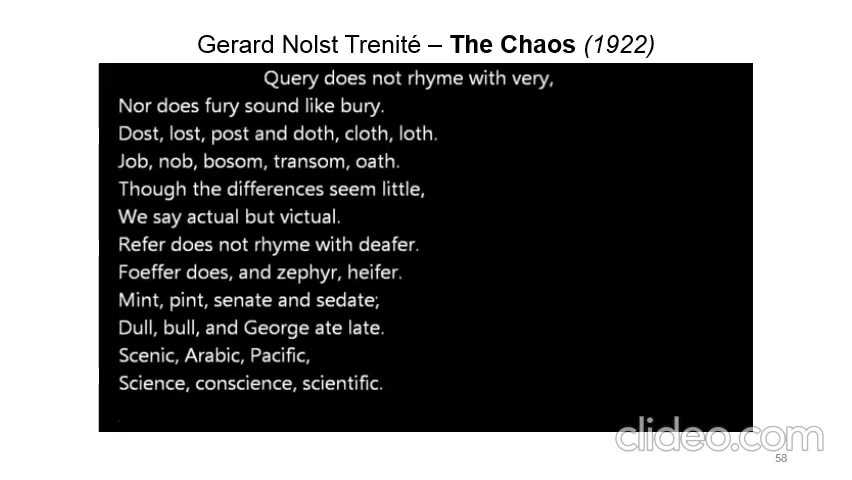 Gerard Nolst Trenité – The Chaos (1922)
Query does not rhyme with very,
Nor does fury sound like bury.
Dost, lost, post and doth, cloth, loth.
Job, nob, bosom, transom, oath.
Though the differences seem little,
We say actual but victual.
Refer does not rhyme with deafer.
Foeffer does, and zephyr, heifer.
Mint, pint, senate and sedate;
Dull, bull, and George ate late.
Scenic, Arabic, Pacific,
Science, conscience, scientific.
clideo.com
58